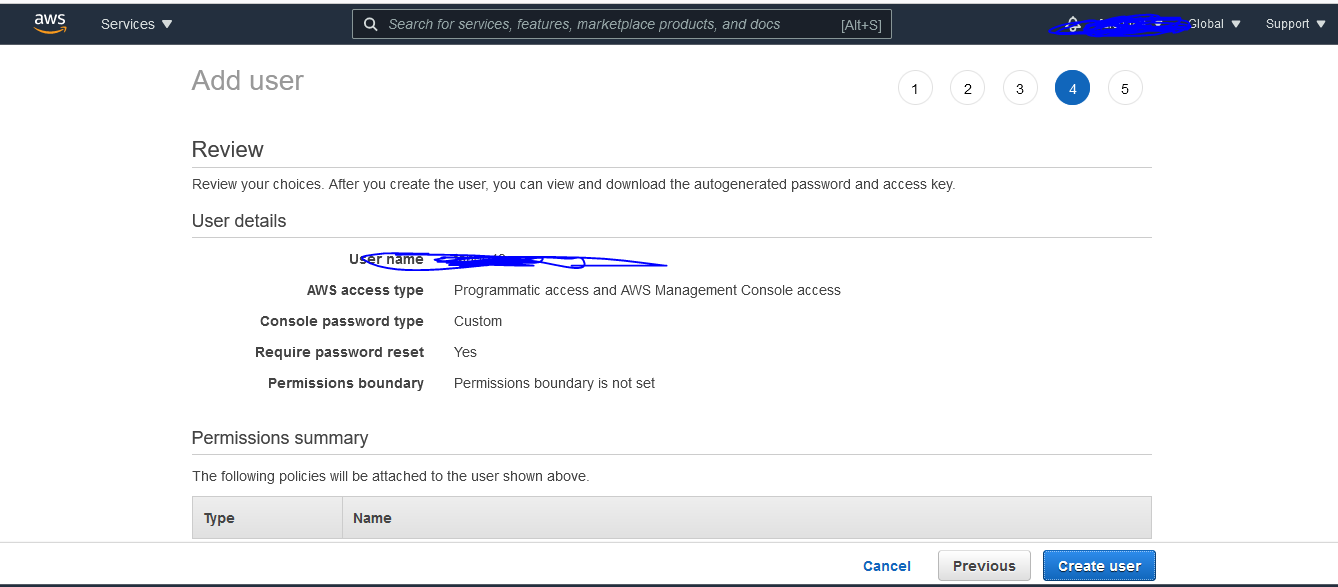 aws Services Search for services, features, marketplace products, and docs [Alt+S] Global Support
Add user 1 2 3 4 5
Review
Review your choices. After you create the user, you can view and download the autogenerated password and access key.
User details
User name
AWS access type Programmatic access and AWS Management Console access
Console password type Custom
Require password reset Yes
Permissions boundary Permissions boundary is not set
Permissions summary
The following policies will be attached to the user shown above.
Type Name
Cancel Previous Create user